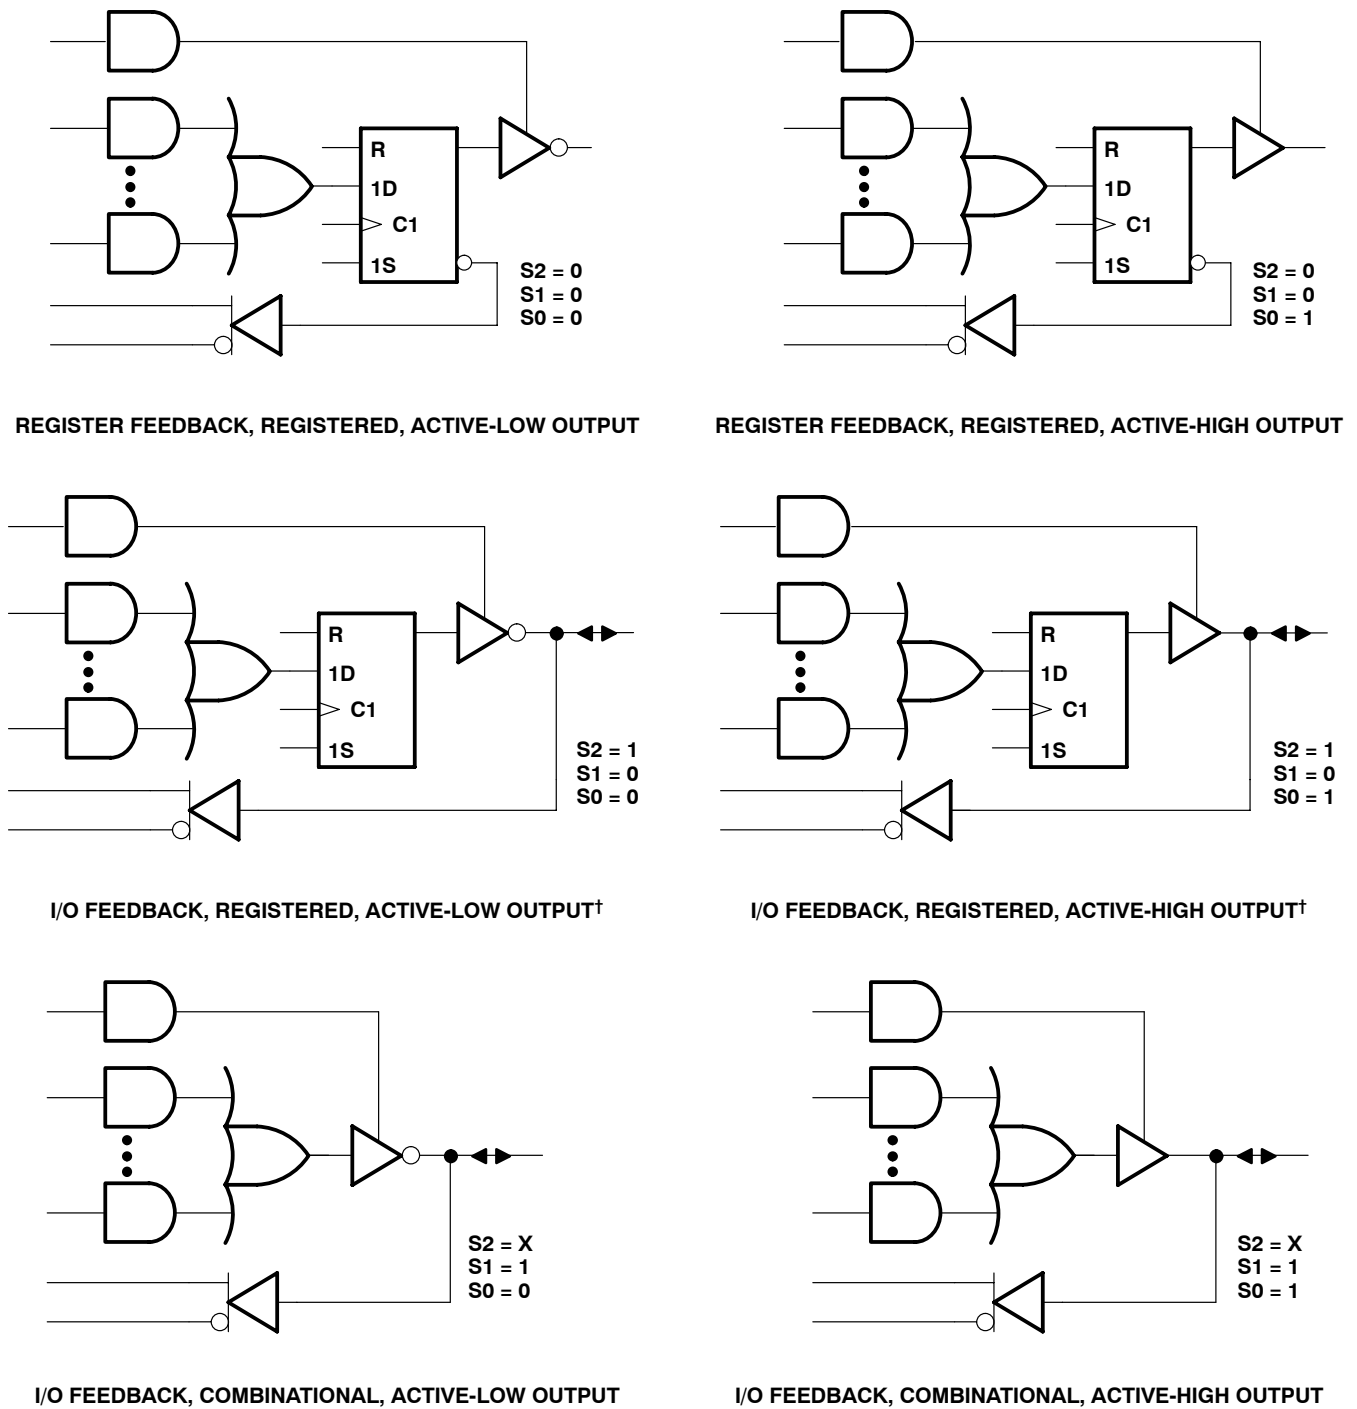 R
1D
C1
1S
S2 = 0
S1 = 0
S0 = 0
REGISTER FEEDBACK, REGISTERED, ACTIVE-LOW OUTPUT
R
1D
C1
1S
S2 = 0
S1 = 0
S0 = 1
REGISTER FEEDBACK, REGISTERED, ACTIVE-HIGH OUTPUT
R
1D
C1
1S
S2 = 1
S1 = 0
S0 = 0
I/O FEEDBACK, REGISTERED, ACTIVE-LOW OUTPUT†
R
1D
C1
1S
S2 = 1
S1 = 0
S0 = 1
I/O FEEDBACK, REGISTERED, ACTIVE-HIGH OUTPUT†
S2 = X
S1 = 1
S0 = 0
I/O FEEDBACK, COMBINATIONAL, ACTIVE-LOW OUTPUT
S2 = X
S1 = 1
S0 = 1
I/O FEEDBACK, COMBINATIONAL, ACTIVE-HIGH OUTPUT